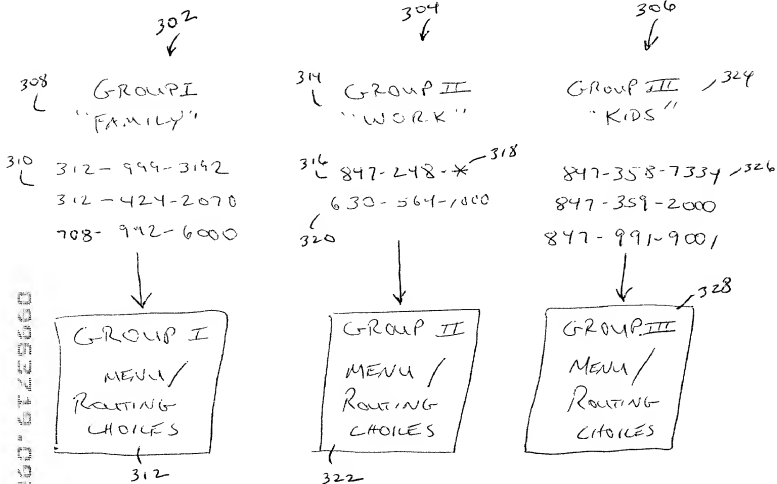 302
304
306
308
GROUP I
"FAMILY"
310
312-999-3192
312-424-2070
708-992-6000
GROUP I
MENU/
ROUTING
CHOICES
312
314
GROUP II
"WORK"
316
847-248-*
318
630-564-1000
320
GROUP II
MENU/
ROUTING
CHOICES
322
GROUP III
324
"KIDS"
847-358-7334
326
847-359-2000
847-991-9001
328
GROUP III
MENU/
ROUTING
CHOICES